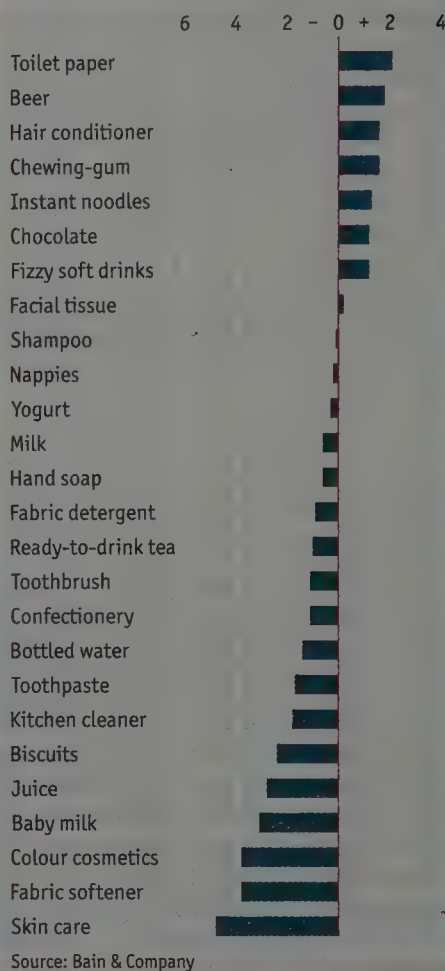 6 4 2 – 0 + 2 4
Toilet paper
Beer
Hair conditioner
Chewing-gum
Instant noodles
Chocolate
Fizzy soft drinks
Facial tissue
Shampoo
Nappies
Yogurt
Milk
Hand soap
Fabric detergent
Ready-to-drink tea
Toothbrush
Confectionery
Bottled water
Toothpaste
Kitchen cleaner
Biscuits
Juice
Baby milk
Colour cosmetics
Fabric softener
Skin care
Source: Bain & Company